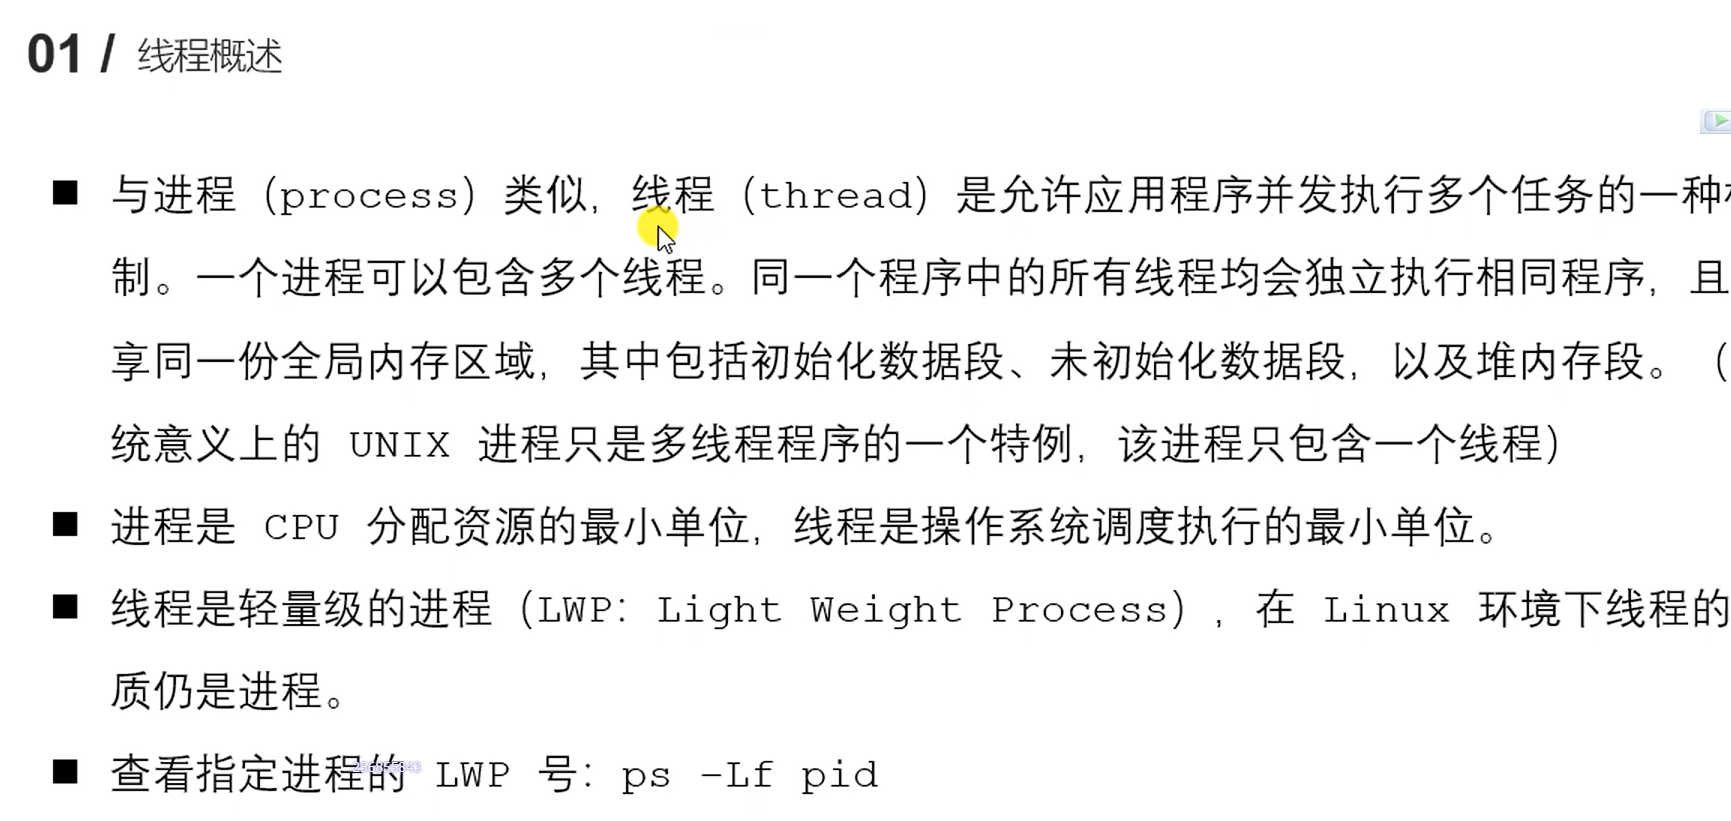 01 / 线程概述
■ 与进程（process）类似，线程（thread）是允许应用程序并发执行多个任务的一种
制。一个进程可以包含多个线程。同一个程序中的所有线程均会独立执行相同程序，且
享同一份全局内存区域，其中包括初始化数据段、未初始化数据段，以及堆内存段。（
统意义上的 UNIX 进程只是多线程程序的一个特例，该进程只包含一个线程）
■ 进程是 CPU 分配资源的最小单位，线程是操作系统调度执行的最小单位。
■ 线程是轻量级的进程（LWP：Light Weight Process），在 Linux 环境下线程的
质仍是进程。
■ 查看指定进程的 LWP 号：ps –Lf pid